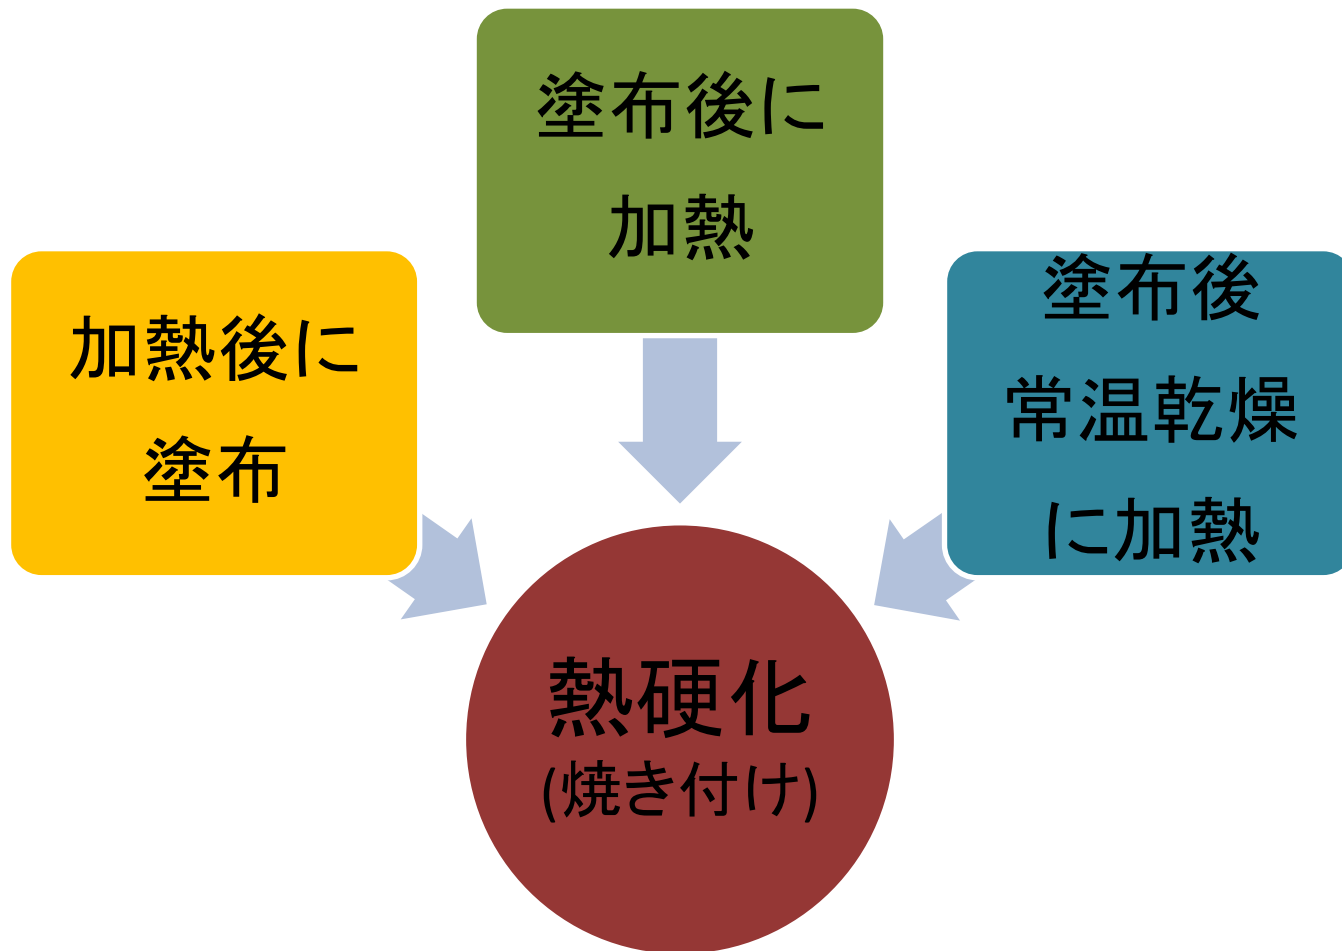 塗布後に
加熱
加熱後に
塗布
塗布後
常温乾燥
に加熱
熱硬化
(焼き付け)